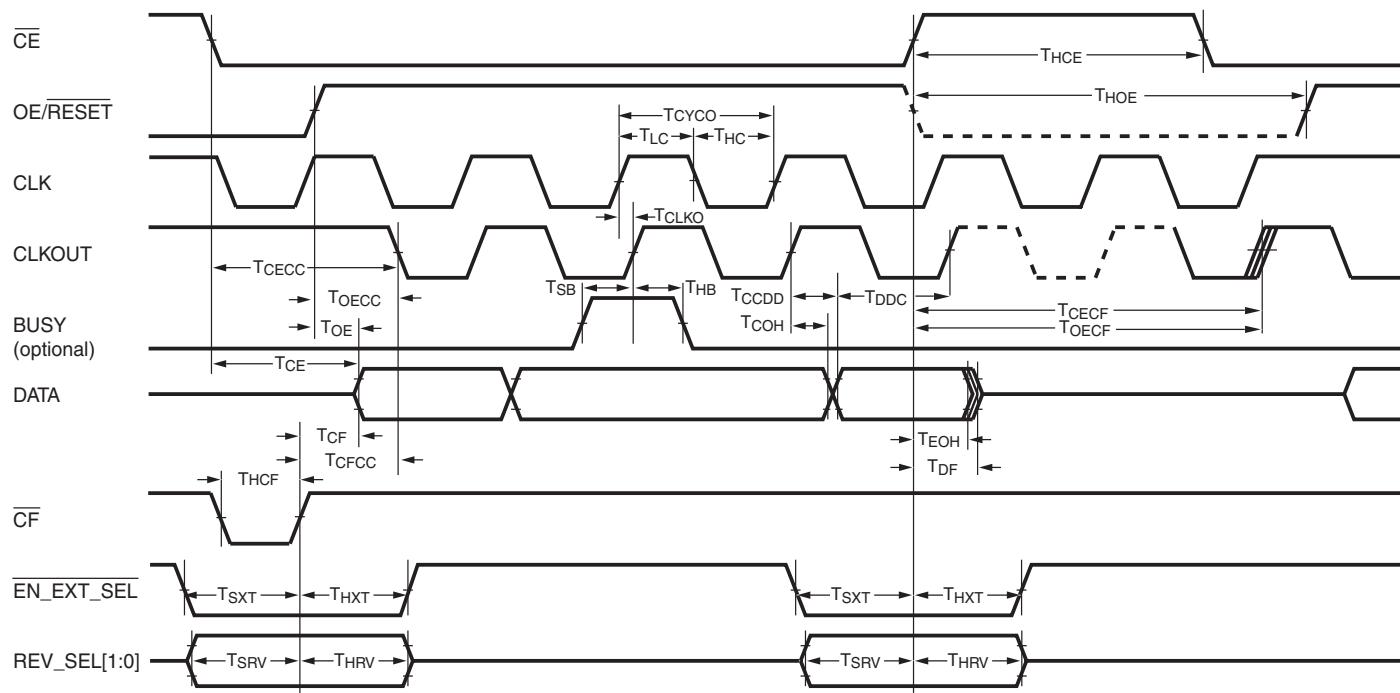 CE
THCE
OE/RESET
THOE
TCYCO
TLC THC
CLK
TCLKO
CLKOUT
TCECC
TSB THB TCCDD TDDC
TOECC
TCECF
BUSY
(optional)
TOE
TCOH
TOECF
TCE
DATA
TCF
TEOH
TCFCC
TDF
THCF
CF
EN_EXT_SEL
TSXT THXT TSXT THXT
REV_SEL[1:0]
TSRV THRV TSRV THRV